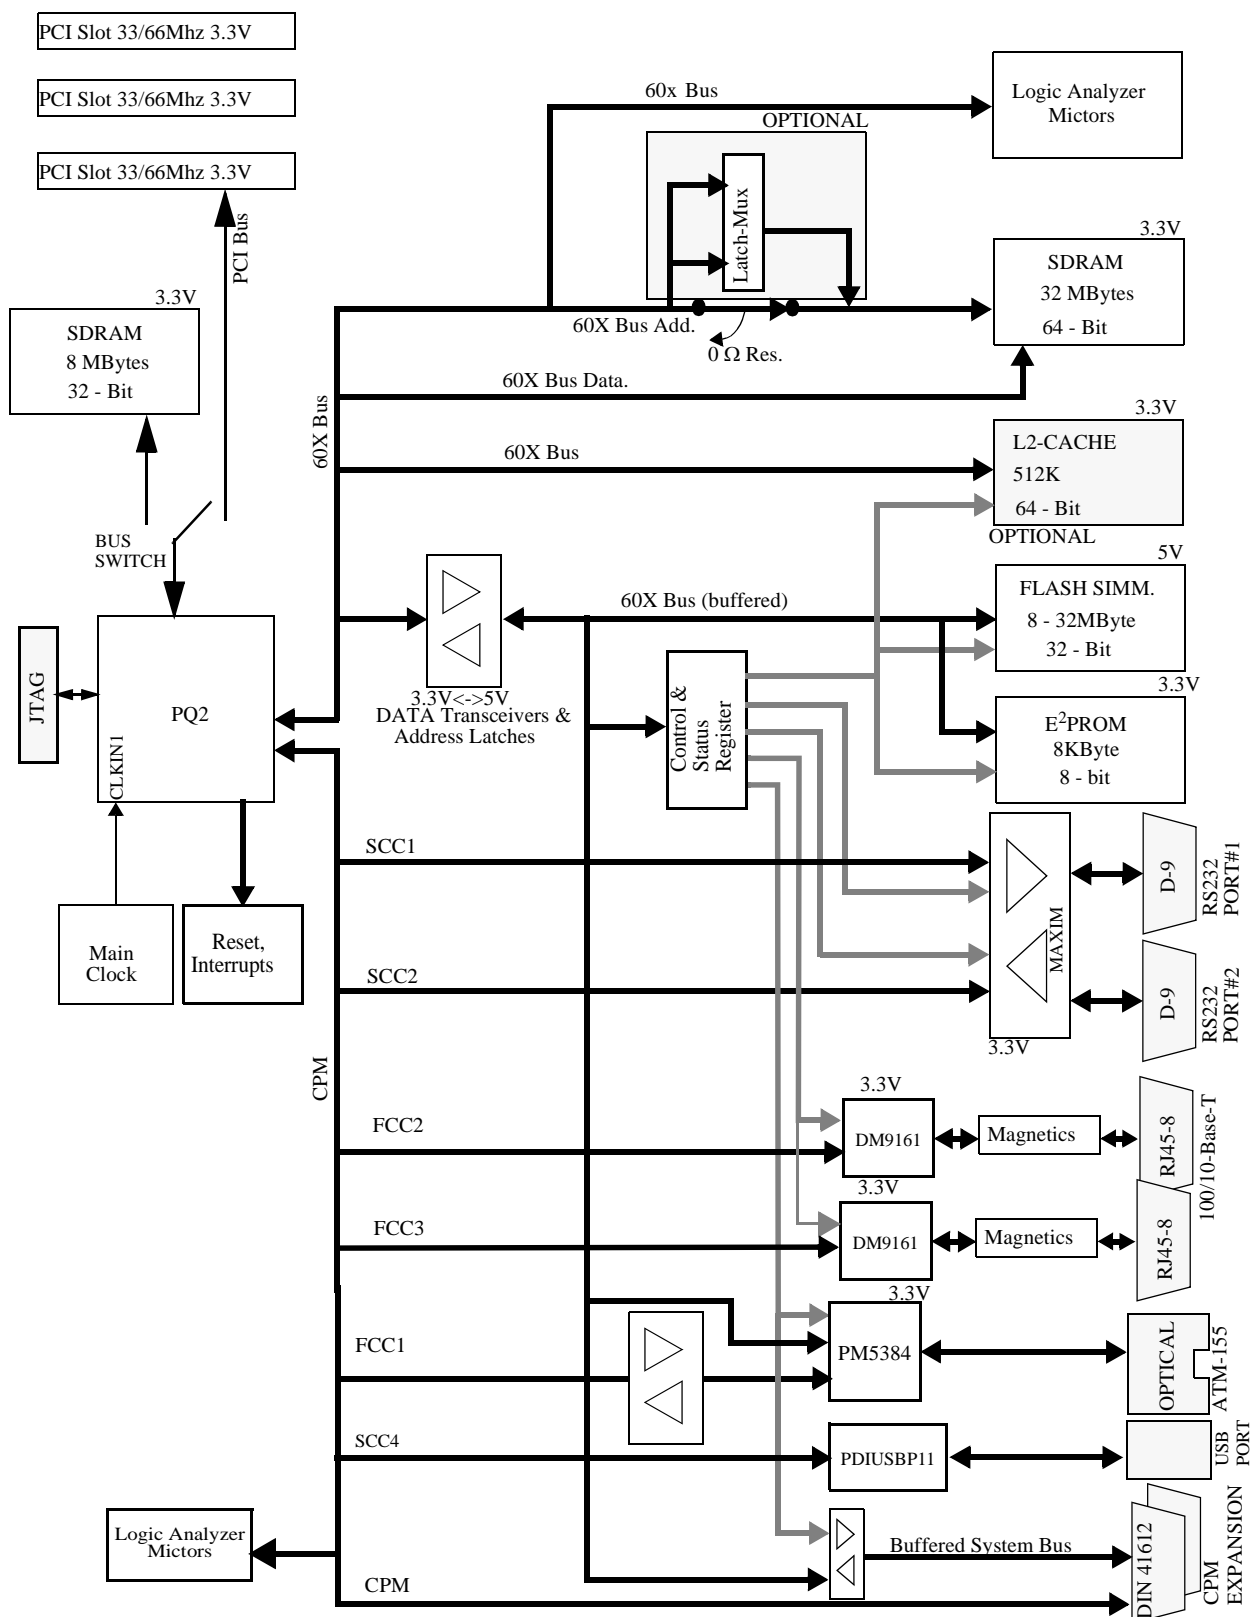 PCI Slot 33/66Mhz 3.3V
PCI Slot 33/66Mhz 3.3V
PCI Slot 33/66Mhz 3.3V
PCI Bus
3.3V
SDRAM
8 MBytes
32 - Bit
BUS
SWITCH
JTAG
PQ2
CLKIN1
Main
Clock
Reset,
Interrupts
60x Bus
Logic Analyzer
Mictors
OPTIONAL
Latch-Mux
60X Bus Add.
0 Ω Res.
3.3V
SDRAM
32 MBytes
64 - Bit
60X Bus Data.
60X Bus
60X Bus
3.3V
L2-CACHE
512K
64 - Bit
OPTIONAL
3.3V<->5V
DATA Transceivers &
Address Latches
60X Bus (buffered)
5V
FLASH SIMM.
8 - 32MByte
32 - Bit
Control &
Status
Register
3.3V
E²PROM
8KByte
8 - bit
SCC1
SCC2
MAXIM
3.3V
D-9
RS232
PORT#1
D-9
RS232
PORT#2
CPM
FCC2
3.3V
DM9161
Magnetics
RJ45-8
100/10-Base-T
FCC3
3.3V
DM9161
Magnetics
RJ45-8
FCC1
3.3V
PM5384
OPTICAL
ATM-155
SCC4
PDIUSBP11
USB
PORT
Logic Analyzer
Mictors
Buffered System Bus
CPM
DIN 41612
CPM
EXPANSION